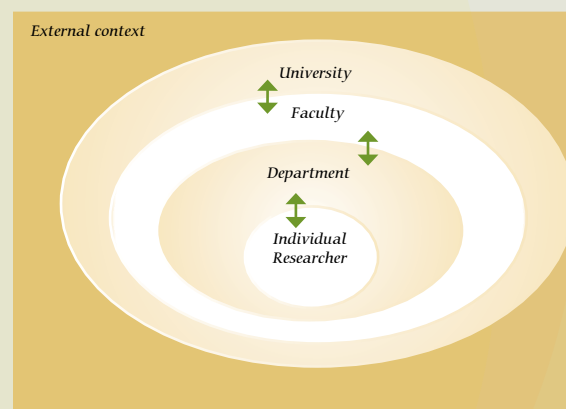 External context
University
Faculty
Department
Individual
Researcher